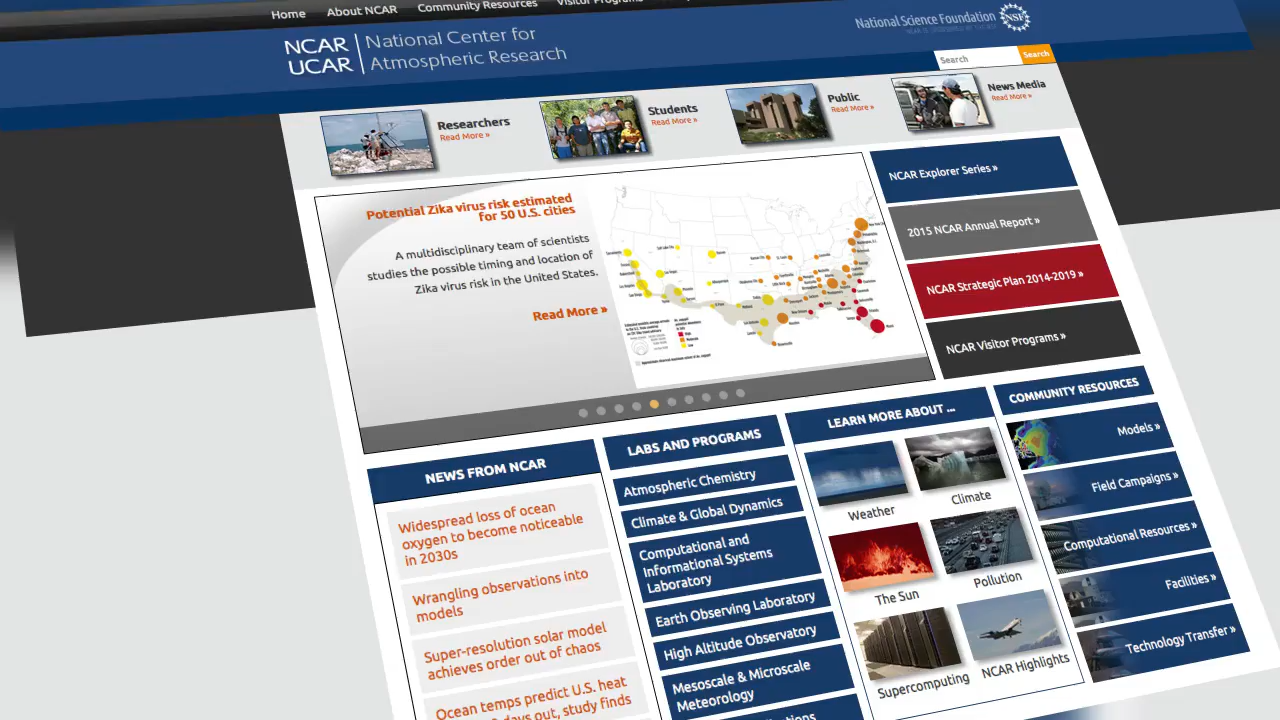 Home
About NCAR
Community Resources
Visitor Programs
NCAR
UCAR
National Center for
Atmospheric Research
National Science Foundation
NSF
Search
Search
Researchers
Read More »
Students
Read More »
Public
Read More »
News Media
Read More »
Potential Zika virus risk estimated
for 50 U.S. cities
A multidisciplinary team of scientists
studies the possible timing and location of
Zika virus risk in the United States.
Read More »
NCAR Explorer Series »
2015 NCAR Annual Report »
NCAR Strategic Plan 2014-2019 »
NCAR Visitor Programs »
NEWS FROM NCAR
Widespread loss of ocean
oxygen to become noticeable
in 2030s
Wrangling observations into
models
Super-resolution solar model
achieves order out of chaos
Ocean temps predict U.S. heat
days out, study finds
LABS AND PROGRAMS
Atmospheric Chemistry
Climate & Global Dynamics
Computational and
Informational Systems
Laboratory
Earth Observing Laboratory
High Altitude Observatory
Mesoscale & Microscale
Meteorology
LEARN MORE ABOUT ...
Weather
Climate
The Sun
Pollution
Supercomputing
NCAR Highlights
COMMUNITY RESOURCES
Models »
Field Campaigns »
Computational Resources »
Facilities »
Technology Transfer »